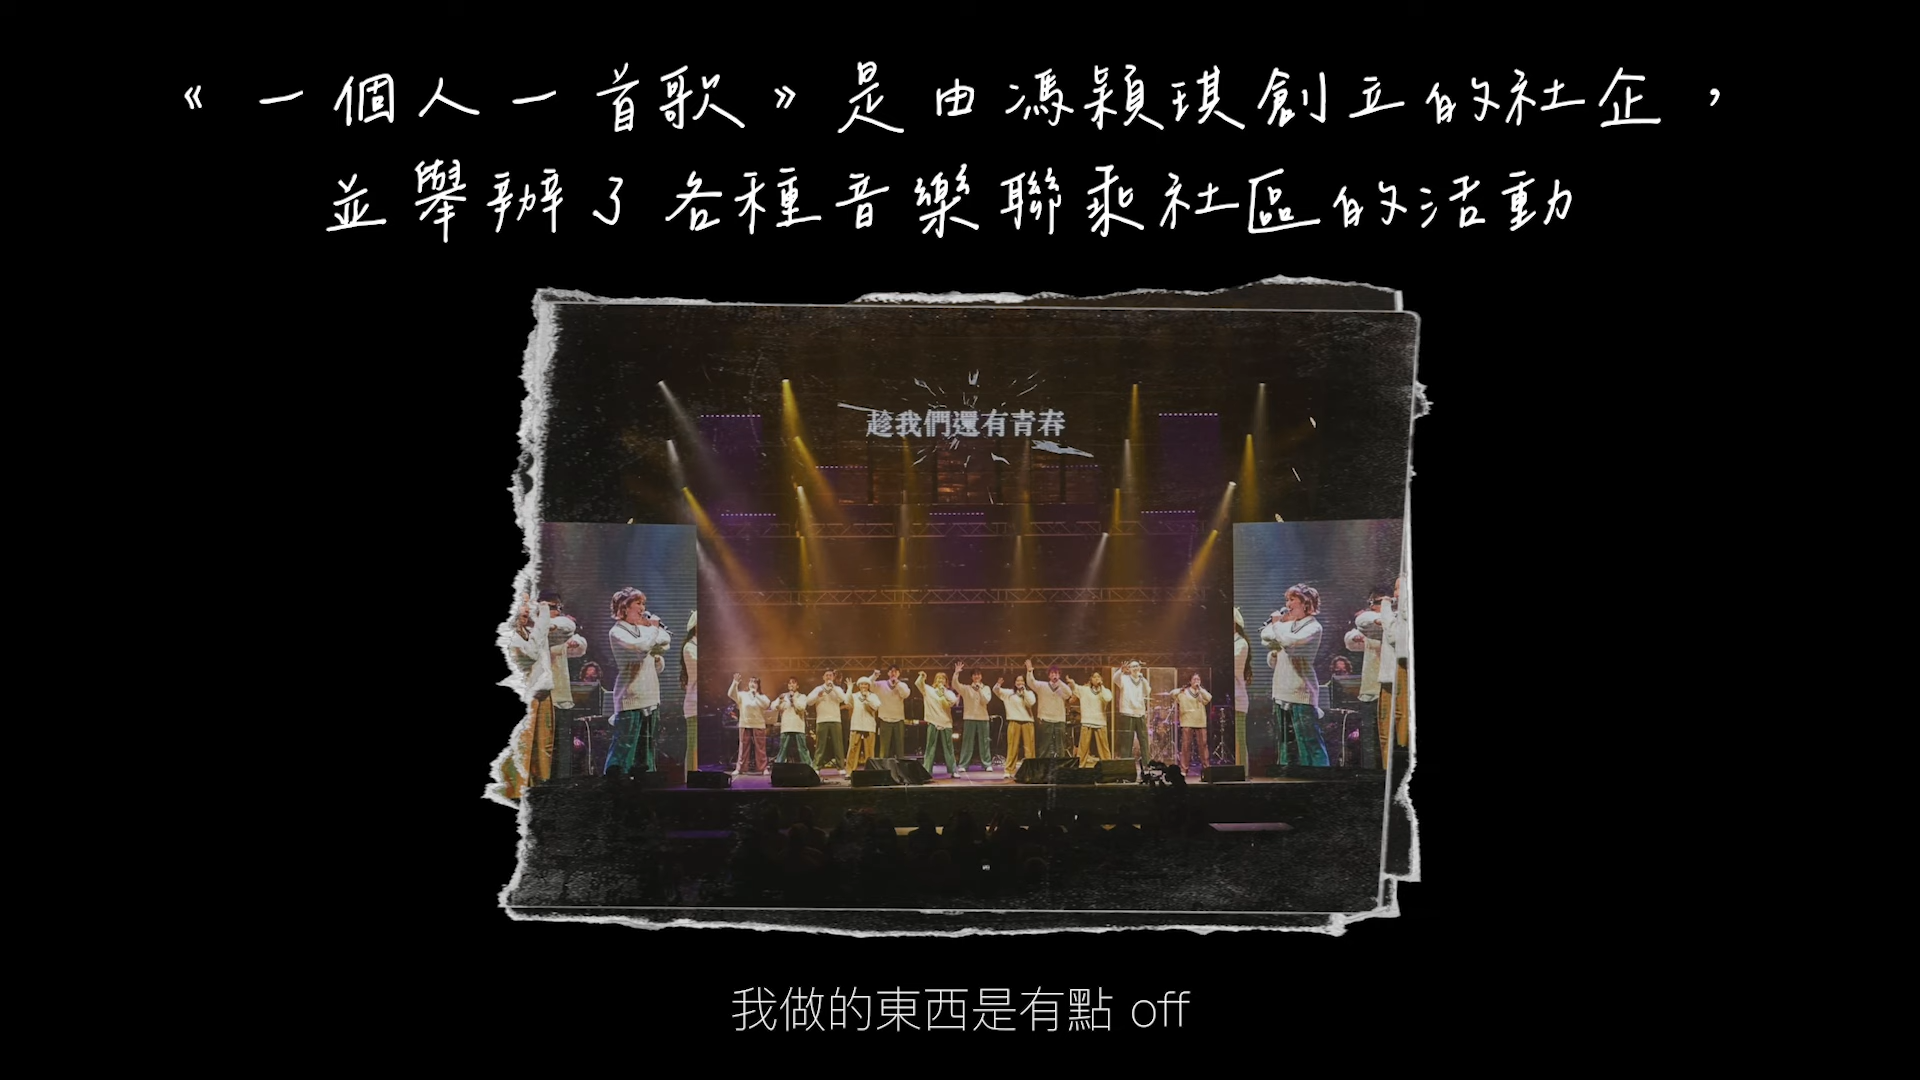 《一個人一首歌》是由馮穎琪創立的社企，
並舉辦了各種音樂聯乘社區的活動
趁我們還有青春
我做的東西是有點 off